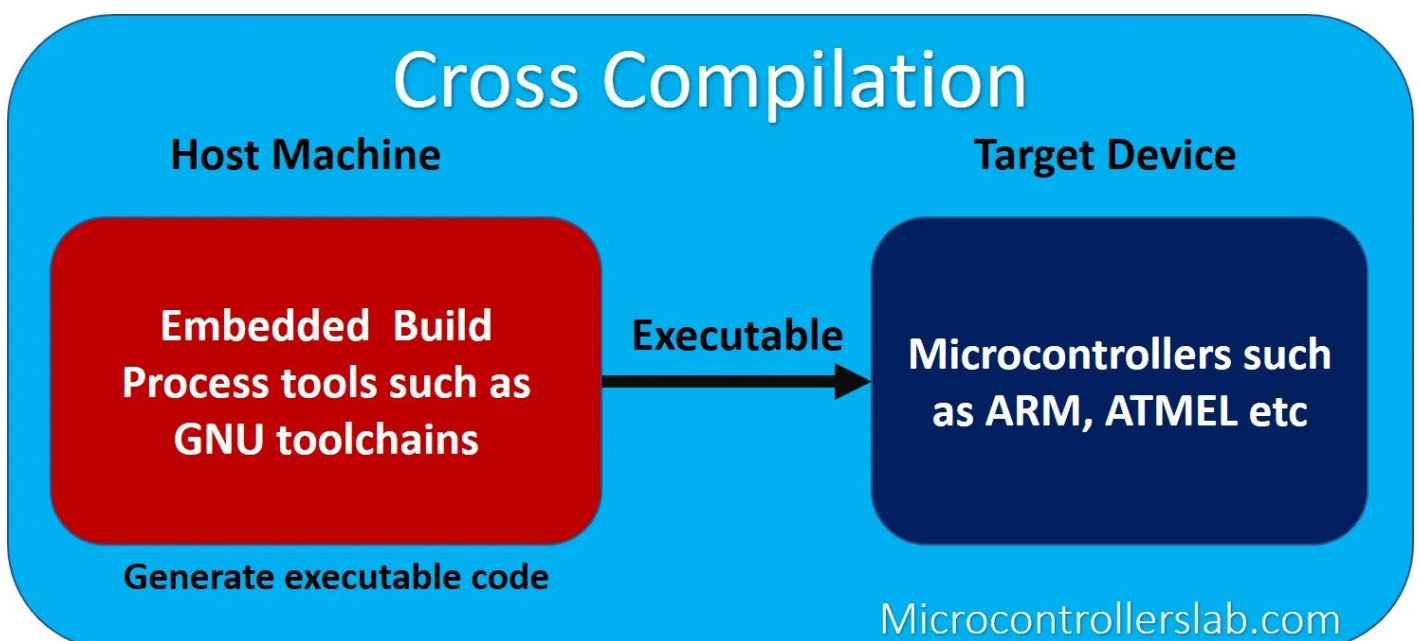 Cross Compilation
Host Machine
Target Device
Embedded Build
Process tools such as
GNU toolchains
Executable
Microcontrollers such
as ARM, ATMEL etc
Generate executable code
Microcontrollerslab.com